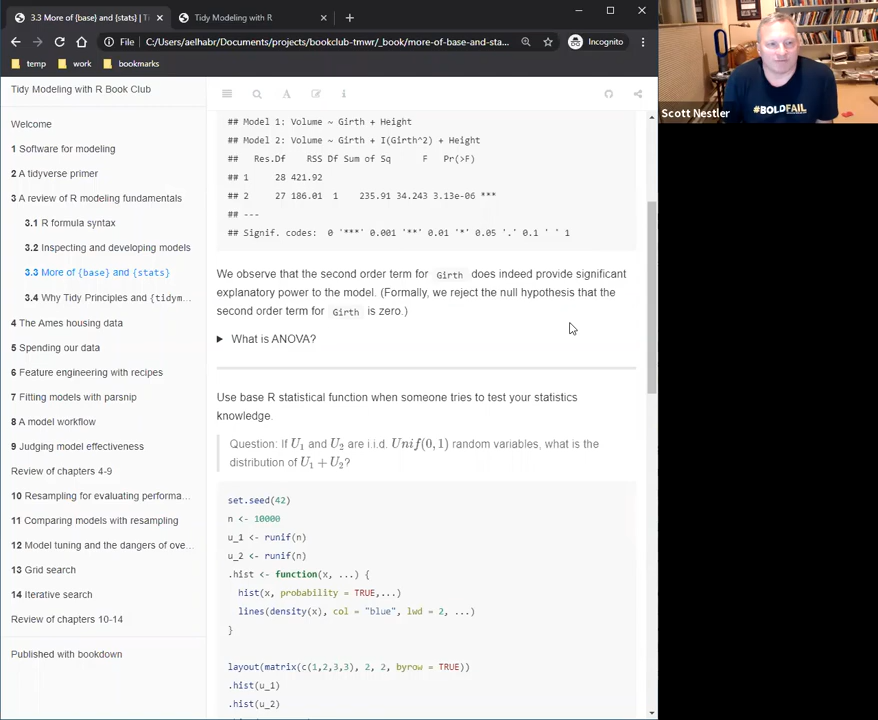 3.3 More of {base} and {stats} | Ti
Tidy Modeling with R
File
C:/Users/aelhabr/Documents/projects/bookclub-tmwr/_book/more-of-base-and-sta...
Incognito
temp
work
bookmarks
Tidy Modeling with R Book Club
Welcome
1 Software for modeling
2 A tidyverse primer
3 A review of R modeling fundamentals
3.1 R formula syntax
3.2 Inspecting and developing models
3.3 More of {base} and {stats}
3.4 Why Tidy Principles and {tidym...
4 The Ames housing data
5 Spending our data
6 Feature engineering with recipes
7 Fitting models with parsnip
8 A model workflow
9 Judging model effectiveness
Review of chapters 4-9
10 Resampling for evaluating performa...
11 Comparing models with resampling
12 Model tuning and the dangers of ove...
13 Grid search
14 Iterative search
Review of chapters 10-14
Published with bookdown
## Model 1: Volume ~ Girth + Height
## Model 2: Volume ~ Girth + I(Girth^2) + Height
##   Res.Df    RSS Df Sum of Sq      F   Pr(>F)
## 1     28 421.92
## 2     27 186.01  1    235.91 34.243 3.13e-06 ***
## ---
## Signif. codes:  0 '***' 0.001 '**' 0.01 '*' 0.05 '.' 0.1 ' ' 1
We observe that the second order term for Girth does indeed provide significant
explanatory power to the model. (Formally, we reject the null hypothesis that the
second order term for Girth is zero.)
What is ANOVA?
Use base R statistical function when someone tries to test your statistics
knowledge.
Question: If U1 and U2 are i.i.d. Unif(0, 1) random variables, what is the
distribution of U1 + U2?
set.seed(42)
n <- 10000
u_1 <- runif(n)
u_2 <- runif(n)
.hist <- function(x, ...) {
hist(x, probability = TRUE,...)
lines(density(x), col = "blue", lwd = 2, ...)
}
layout(matrix(c(1,2,3,3), 2, 2, byrow = TRUE))
.hist(u_1)
.hist(u_2)
#BOLDFAIL
Scott Nestler